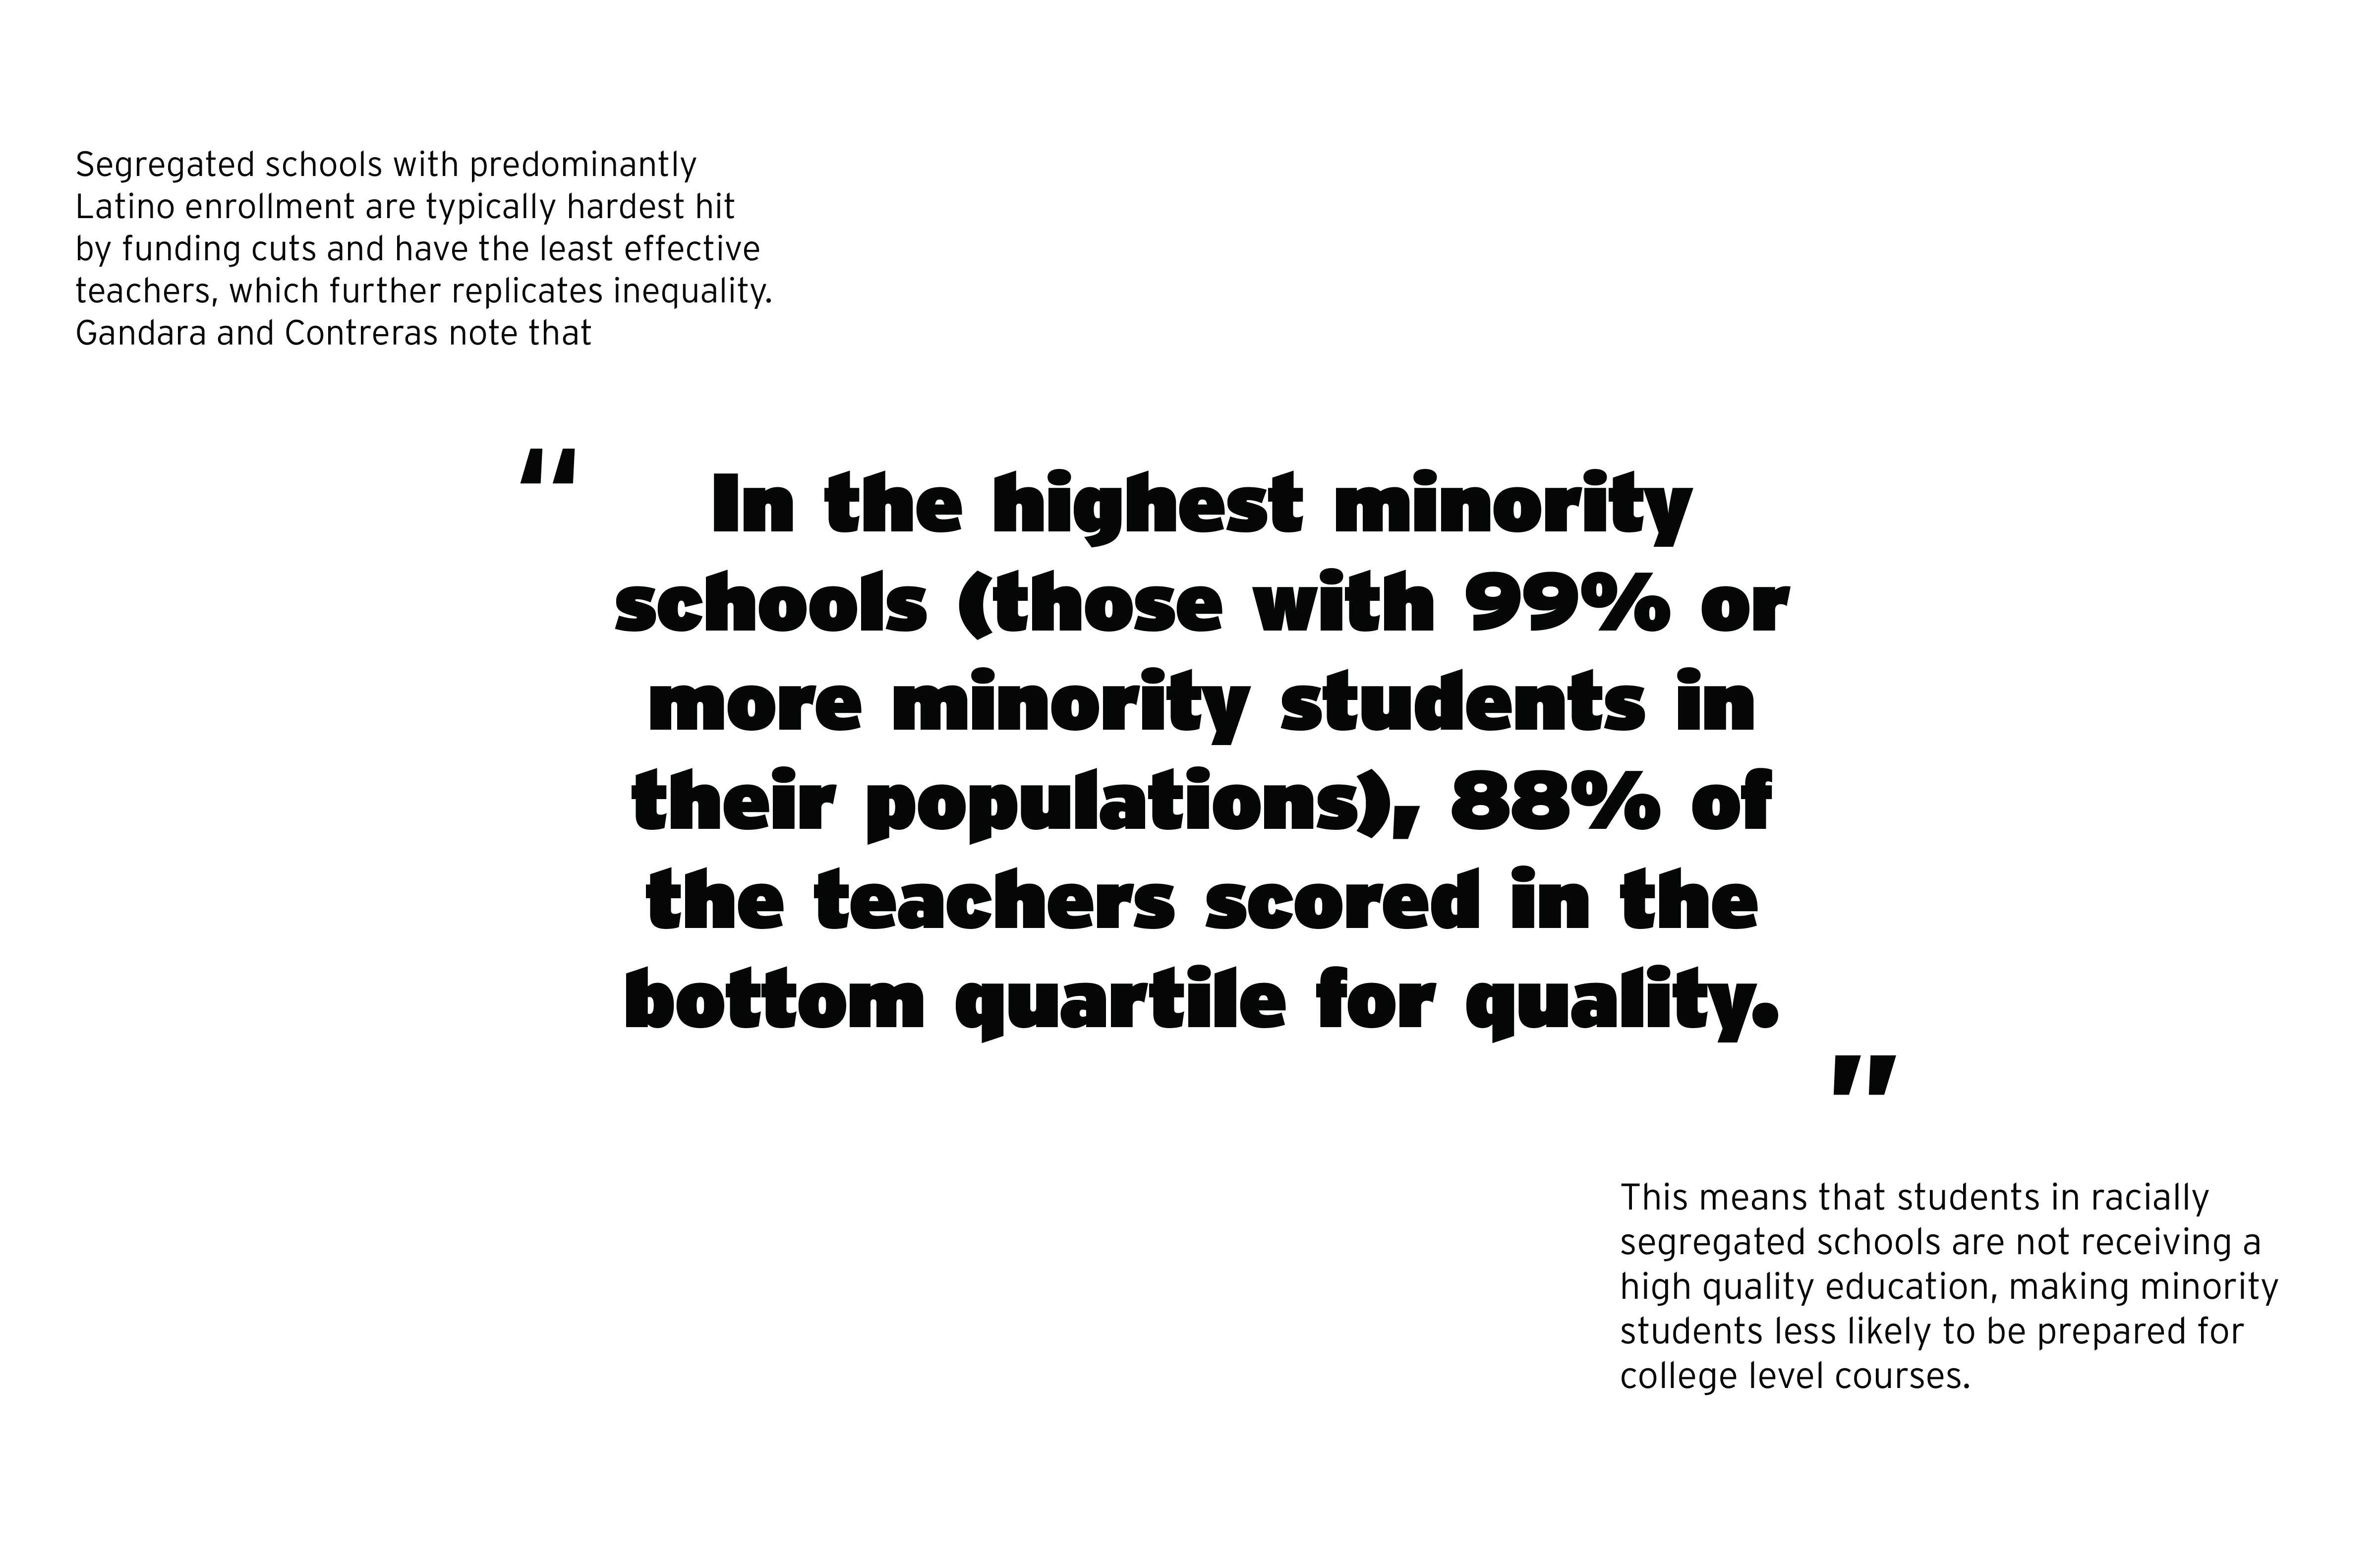 Segregated schools with predominantly
Latino enrollment are typically hardest hit
by funding cuts and have the least effective
teachers, which further replicates inequality.
Gandara and Contreras note that
“ In the highest minority
schools (those with 99% or
more minority students in
their populations), 88% of
the teachers scored in the
bottom quartile for quality.
”
This means that students in racially
segregated schools are not receiving a
high quality education, making minority
students less likely to be prepared for
college level courses.